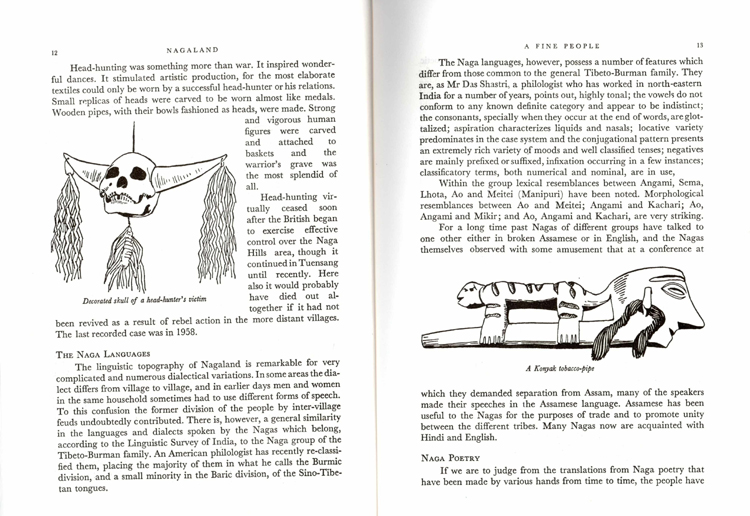 12 NAGALAND
Head-hunting was something more than war. It inspired wonder-
ful dances. It stimulated artistic production, for the most elaborate
textiles could only be worn by a successful head-hunter or his relations.
Small replicas of heads were carved to be worn almost like medals.
Wooden pipes, with their bowls fashioned as heads, were made. Strong
and vigorous human
figures were carved
and attached to
baskets and the
warrior's grave was
the most splendid of
all.
Head-hunting vir-
tually ceased soon
after the British began
to exercise effective
control over the Naga
Hills area, though it
continued in Tuensang
until recently. Here
also it would probably
have died out al-
together if it had not
Decorated skull of a head-hunter's victim
been revived as a result of rebel action in the more distant villages.
The last recorded case was in 1958.
THE NAGA LANGUAGES
The linguistic topography of Nagaland is remarkable for very
complicated and numerous dialectical variations. In some areas the dia-
lect differs from village to village, and in earlier days men and women
in the same household sometimes had to use different forms of speech.
To this confusion the former division of the people by inter-village
feuds undoubtedly contributed. There is, however, a general similarity
in the languages and dialects spoken by the Nagas which belong,
according to the Linguistic Survey of India, to the Naga group of the
Tibeto-Burman family. An American philologist has recently re-classi-
fied them, placing the majority of them in what he calls the Burmic
division, and a small minority in the Baric division, of the Sino-Tibe-
tan tongues.
A FINE PEOPLE 13
The Naga languages, however, possess a number of features which
differ from those common to the general Tibeto-Burman family. They
are, as Mr Das Shastri, a philologist who has worked in north-eastern
India for a number of years, points out, highly tonal; the vowels do not
conform to any known definite category and appear to be indistinct;
the consonants, specially when they occur at the end of words, are glot-
talized; aspiration characterizes liquids and nasals; locative variety
predominates in the case system and the conjugational pattern presents
an extremely rich variety of moods and well classified tenses; negatives
are mainly prefixed or suffixed, infixation occurring in a few instances;
classificatory terms, both numerical and nominal, are in use,
Within the group lexical resemblances between Angami, Sema,
Lhota, Ao and Meitei (Manipuri) have been noted. Morphological
resemblances between Ao and Meitei; Angami and Kachari; Ao,
Angami and Mikir; and Ao, Angami and Kachari, are very striking.
For a long time past Nagas of different groups have talked to
one other either in broken Assamese or in English, and the Nagas
themselves observed with some amusement that at a conference at
A Konyak tobacco-pipe
which they demanded separation from Assam, many of the speakers
made their speeches in the Assamese language. Assamese has been
useful to the Nagas for the purposes of trade and to promote unity
between the different tribes. Many Nagas now are acquainted with
Hindi and English.
NAGA POETRY
If we are to judge from the translations from Naga poetry that
have been made by various hands from time to time, the people have